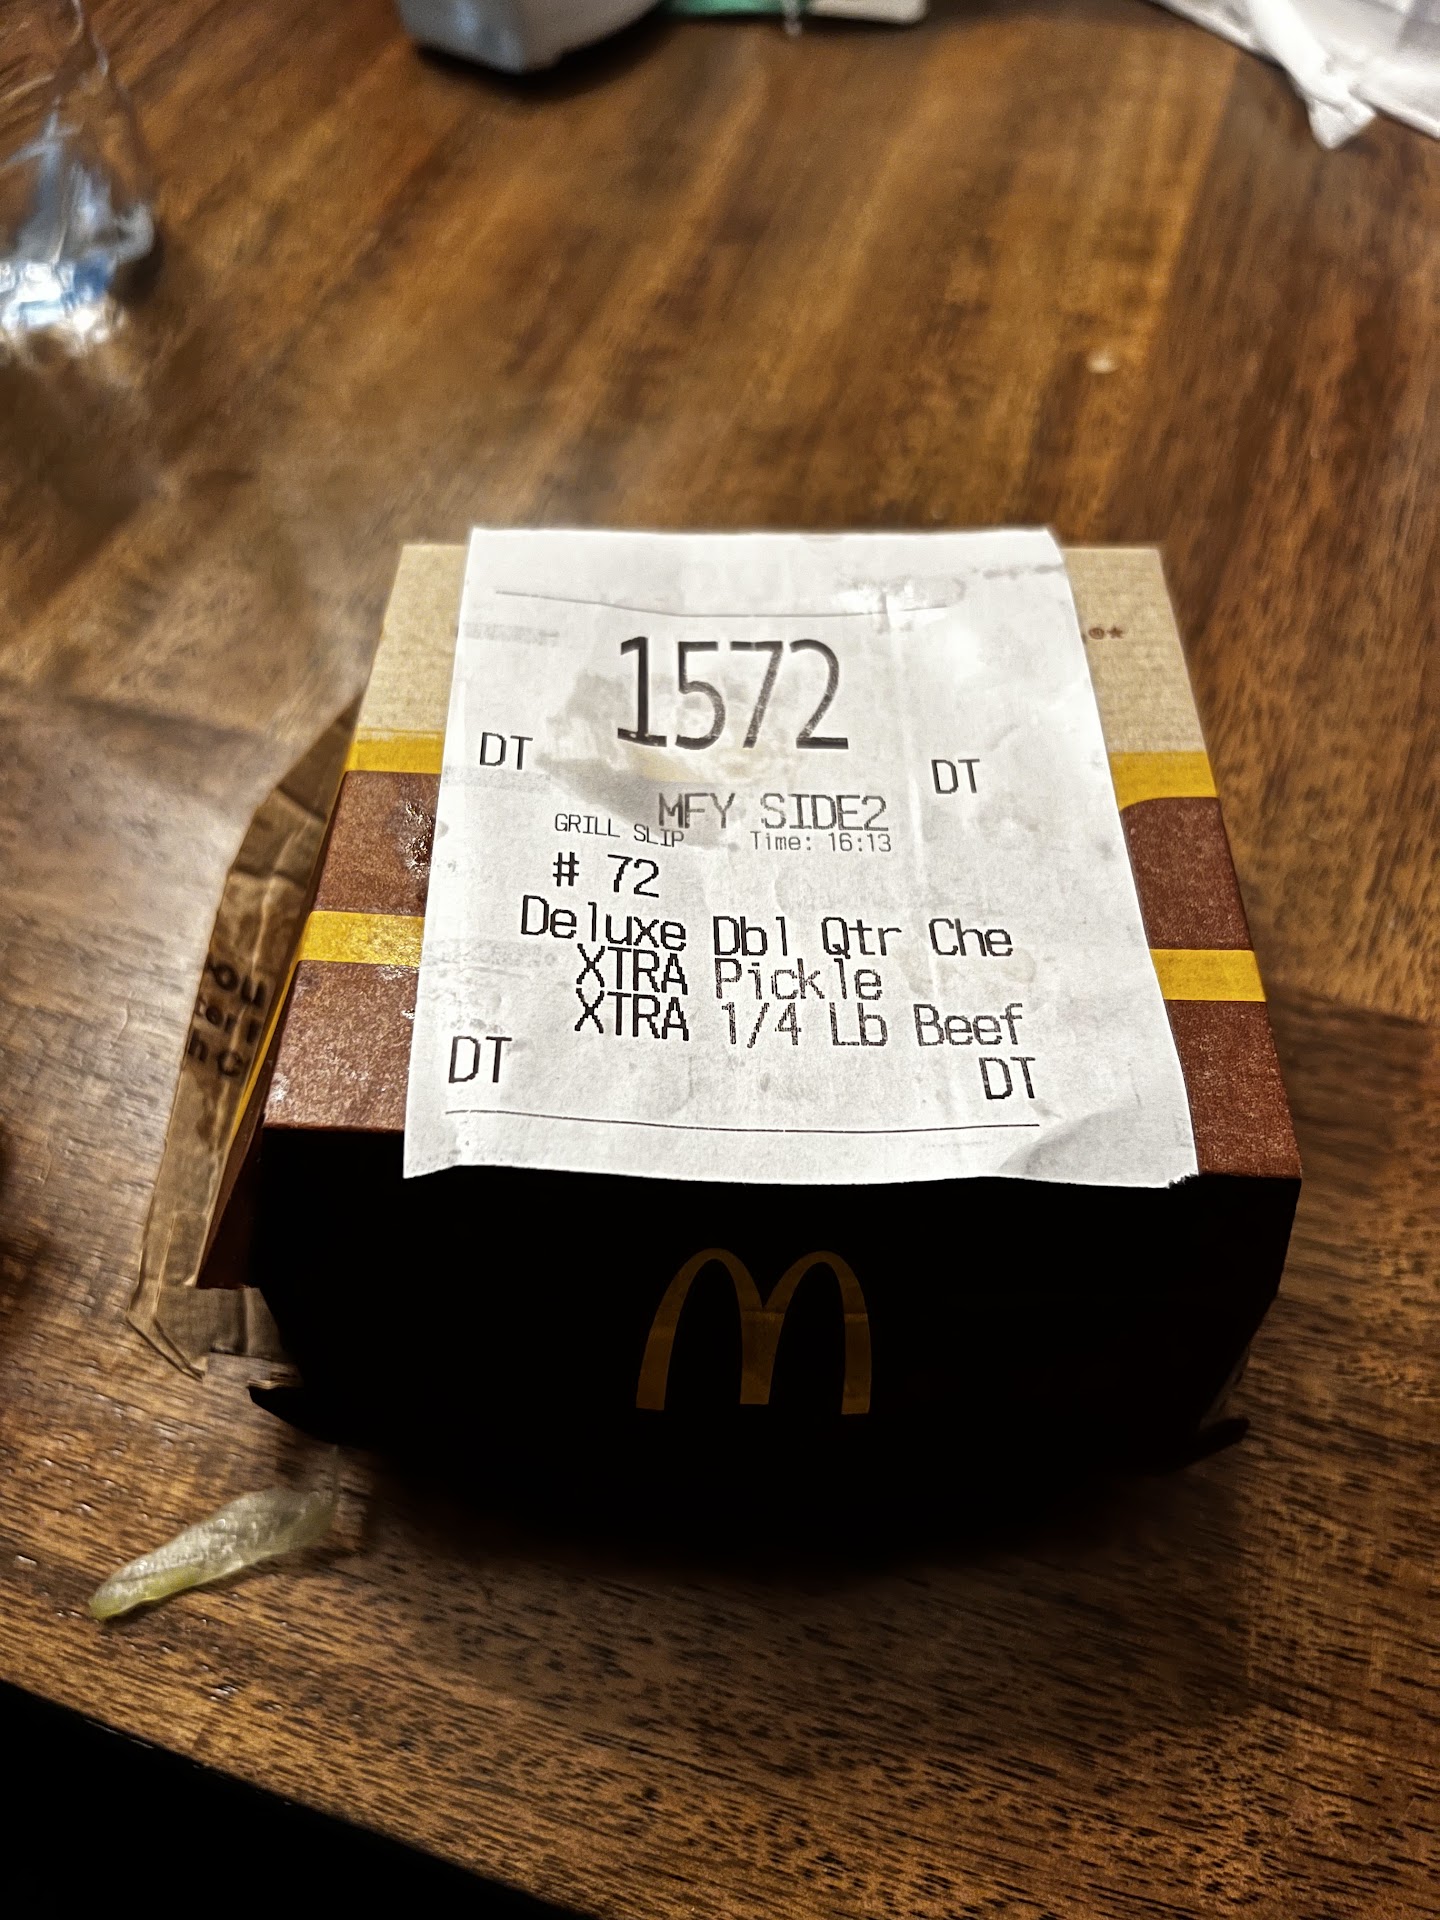 1572
DT DT
MFY SIDE2
GRILL SLIP Time: 16:13
# 72
Deluxe Dbl Qtr Che
XTRA Pickle
XTRA 1/4 Lb Beef
DT DT